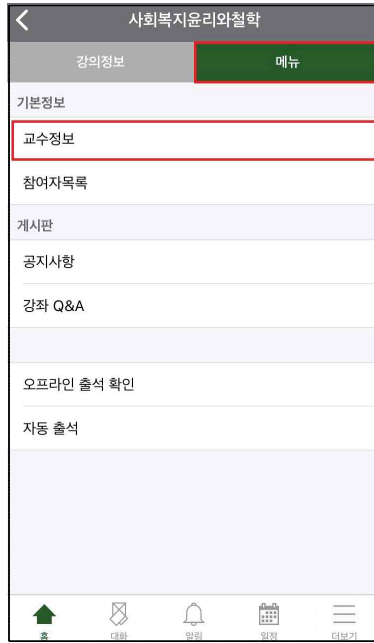 사회복지윤리와철학
강의정보 메뉴
기본정보
교수정보
참여자목록
게시판
공지사항
강좌 Q&A
오프라인 출석 확인
자동 출석
홈 대화 알림 일정 더보기